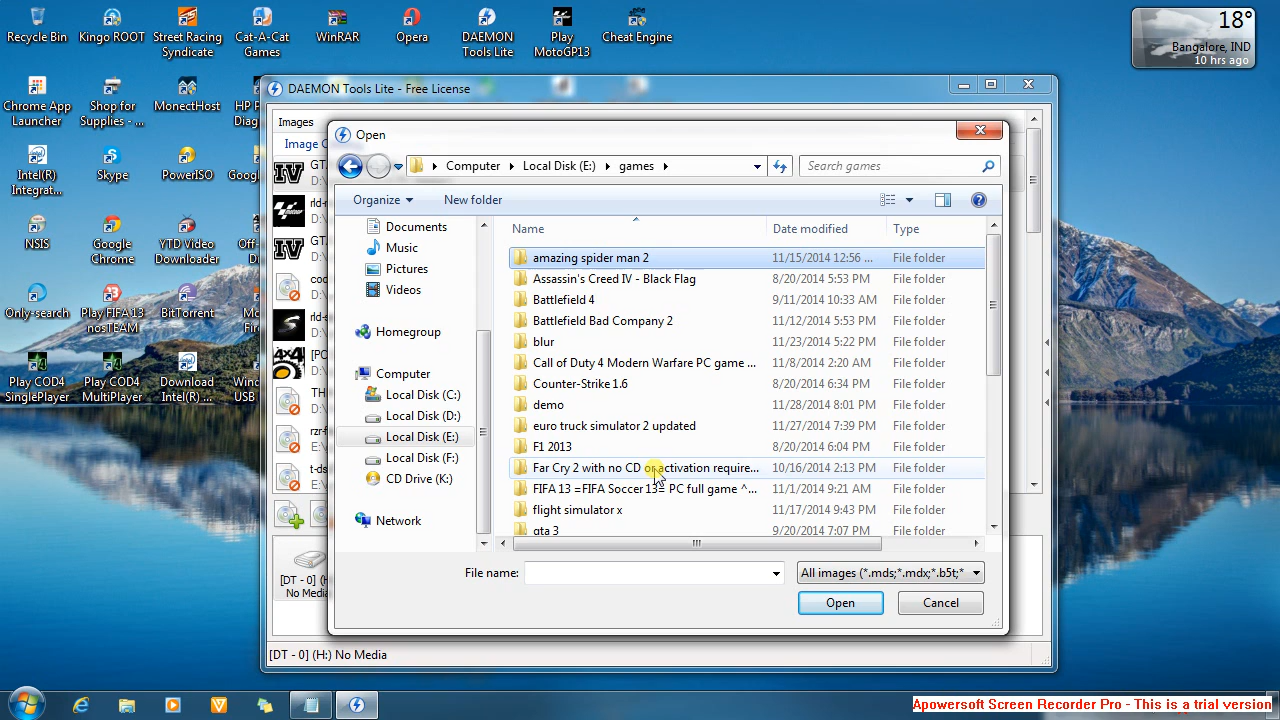 Recycle Bin
Kingo ROOT
Street Racing Syndicate
Cat-A-Cat Games
WinRAR
Opera
DAEMON Tools Lite
Play MotoGP13
Cheat Engine
18°
Bangalore, IND
10 hrs ago
Chrome App Launcher
Shop for Supplies - ...
MonectHost
HP P
Diag
Intel(R) Integrat...
Skype
PowerISO
Goog
NSIS
Google Chrome
YTD Video Downloader
Off-
Only-search
Play FIFA 13 nosTEAM
BitTorrent
Play COD4 SinglePlayer
Play COD4 MultiPlayer
Download Intel(R) ...
USB
DAEMON Tools Lite - Free License
Images
Image
Open
Computer
Local Disk (E:)
games
Search games
Organize
New folder
Documents
Music
Pictures
Videos
Homegroup
Computer
Local Disk (C:)
Local Disk (D:)
Local Disk (E:)
Local Disk (F:)
CD Drive (K:)
Network
Name Date modified Type
amazing spider man 2 11/15/2014 12:56 ... File folder
Assassin's Creed IV - Black Flag 8/20/2014 5:53 PM File folder
Battlefield 4 9/11/2014 10:33 AM File folder
Battlefield Bad Company 2 11/12/2014 5:53 PM File folder
blur 11/23/2014 5:22 PM File folder
Call of Duty 4 Modern Warfare PC game ... 11/8/2014 2:20 AM File folder
Counter-Strike 1.6 8/20/2014 6:34 PM File folder
demo 11/28/2014 8:01 PM File folder
euro truck simulator 2 updated 11/27/2014 7:39 PM File folder
F1 2013 8/20/2014 6:04 PM File folder
Far Cry 2 with no CD or activation require... 10/16/2014 2:13 PM File folder
FIFA 13 =FIFA Soccer 13= PC full game ^... 11/1/2014 9:21 AM File folder
flight simulator x 11/17/2014 9:43 PM File folder
gta 3 9/20/2014 7:07 PM File folder
File name:
All images (*.mds;*.mdx;*.b5t;*
Open
Cancel
[DT - 0] (
No Med
[DT - 0] (H:) No Media
Apowersoft Screen Recorder Pro - This is a trial version